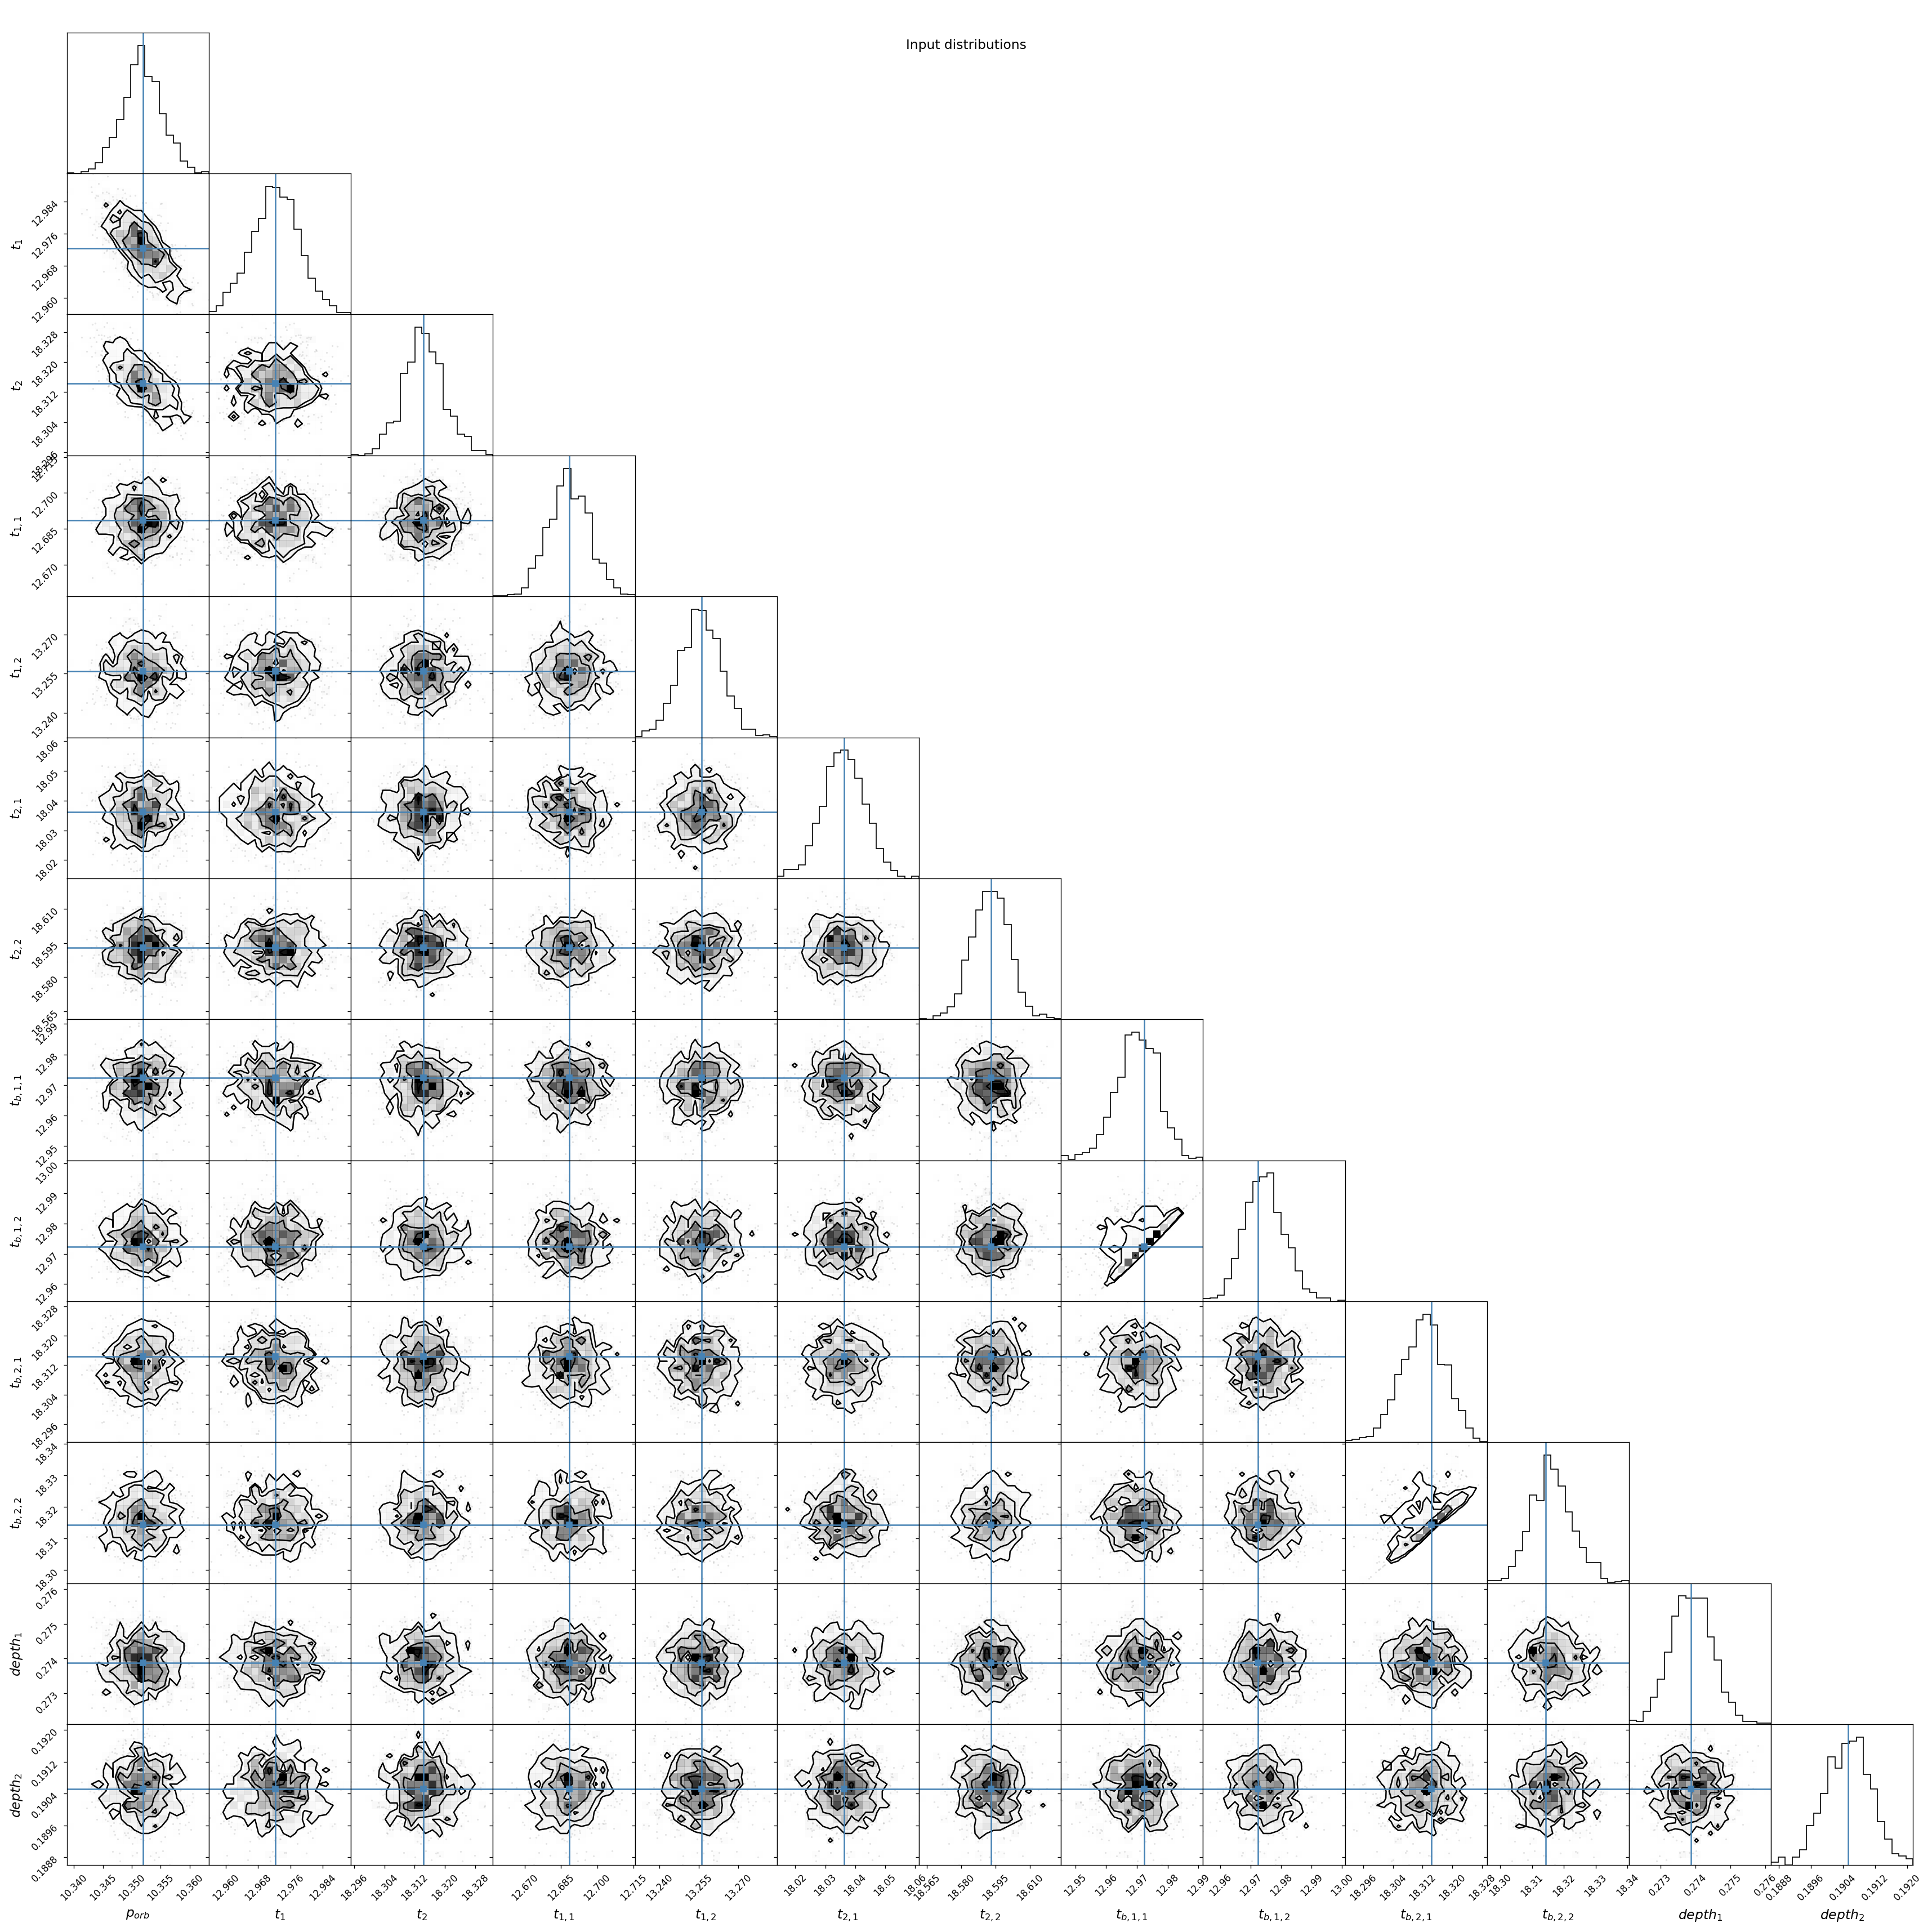 Input distributions
t_1
12.984
12.976
12.968
12.960
t_2
18.328
18.320
18.312
18.304
18.296
t_{1,1}
12.715
12.700
12.685
12.670
t_{1,2}
13.270
13.255
13.240
t_{2,1}
18.06
18.05
18.04
18.03
18.02
t_{2,2}
18.610
18.595
18.580
18.565
t_{b,1,1}
12.99
12.98
12.97
12.96
12.95
t_{b,1,2}
13.00
12.99
12.98
12.97
12.96
t_{b,2,1}
18.328
18.320
18.312
18.304
18.296
t_{b,2,2}
18.34
18.33
18.32
18.31
18.30
depth_1
0.276
0.275
0.274
0.273
depth_2
0.1920
0.1912
0.1904
0.1896
0.1888
10.340 10.345 10.350 10.355 10.360
12.960 12.968 12.976 12.984
18.296 18.304 18.312 18.320 18.328
12.670 12.685 12.700 12.715
13.240 13.255 13.270
18.02 18.03 18.04 18.05 18.06
18.565 18.580 18.595 18.610
12.95 12.96 12.97 12.98 12.99
12.96 12.97 12.98 12.99 13.00
18.296 18.304 18.312 18.320 18.328
18.30 18.31 18.32 18.33 18.34
0.273 0.274 0.275 0.276
0.1888 0.1896 0.1904 0.1912 0.1920
p_{orb} t_1 t_2 t_{1,1} t_{1,2} t_{2,1} t_{2,2} t_{b,1,1} t_{b,1,2} t_{b,2,1} t_{b,2,2} depth_1 depth_2